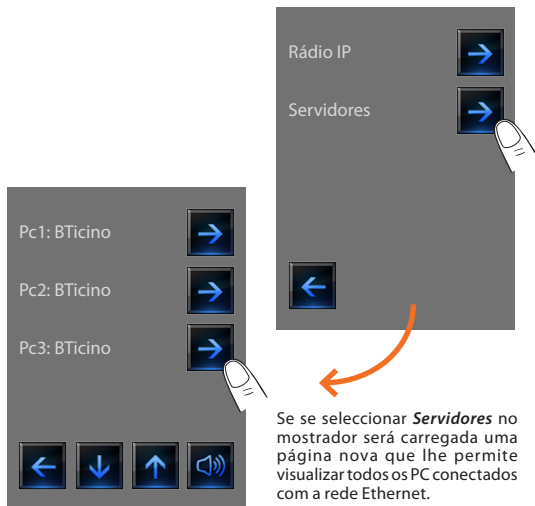 Rádio IP
Servidores
Pc1: BTicino
Pc2: BTicino
Pc3: BTicino
Se se seleccionar Servidores no
mostrador será carregada uma
página nova que lhe permite
visualizar todos os PC conectados
com a rede Ethernet.